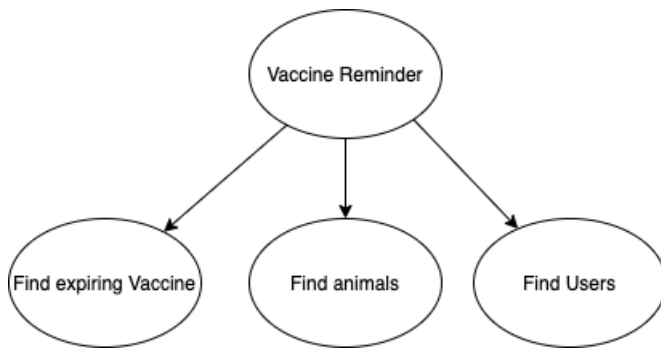 Vaccine Reminder
Find expiring Vaccine
Find animals
Find Users